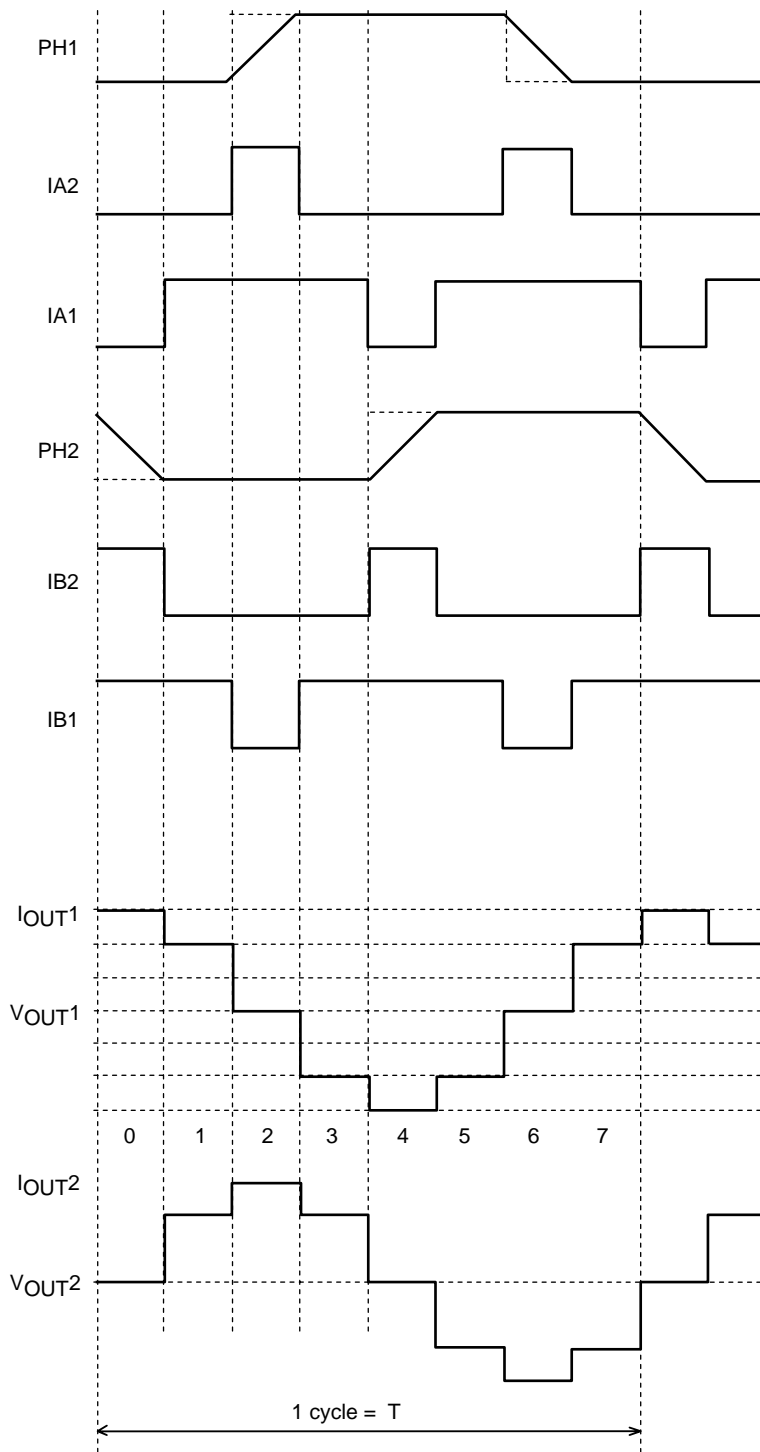 PH1
IA2
IA1
PH2
IB2
IB1
IOUT1
VOUT1
0 1 2 3 4 5 6 7
IOUT2
VOUT2
1 cycle = T